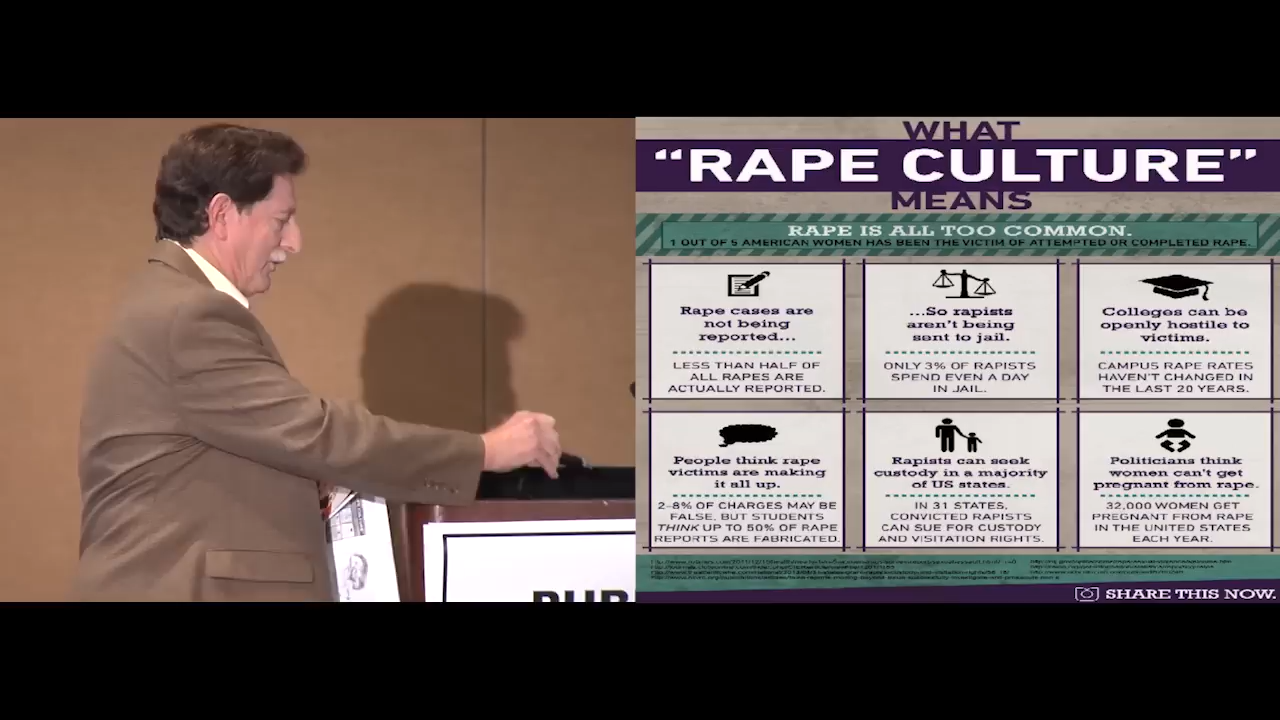 WHAT
“RAPE CULTURE”
MEANS
RAPE IS ALL TOO COMMON.
1 OUT OF 5 AMERICAN WOMEN HAS BEEN THE VICTIM OF ATTEMPTED OR COMPLETED RAPE.
Rape cases are
not being
reported...
LESS THAN HALF OF
ALL RAPES ARE
ACTUALLY REPORTED.
...So rapists
aren't being
sent to jail.
ONLY 3% OF RAPISTS
SPEND EVEN A DAY
IN JAIL.
Colleges can be
openly hostile to
victims.
CAMPUS RAPE RATES
HAVEN'T CHANGED IN
THE LAST 20 YEARS.
People think rape
victims are making
it all up.
2-8% OF CHARGES MAY BE
FALSE, BUT STUDENTS
THINK UP TO 50% OF RAPE
REPORTS ARE FABRICATED.
Rapists can seek
custody in a majority
of US states.
IN 31 STATES,
CONVICTED RAPISTS
CAN SUE FOR CUSTODY
AND VISITATION RIGHTS.
Politicians think
women can't get
pregnant from rape.
32,000 WOMEN GET
PREGNANT FROM RAPE
IN THE UNITED STATES
EACH YEAR.
SHARE THIS NOW.